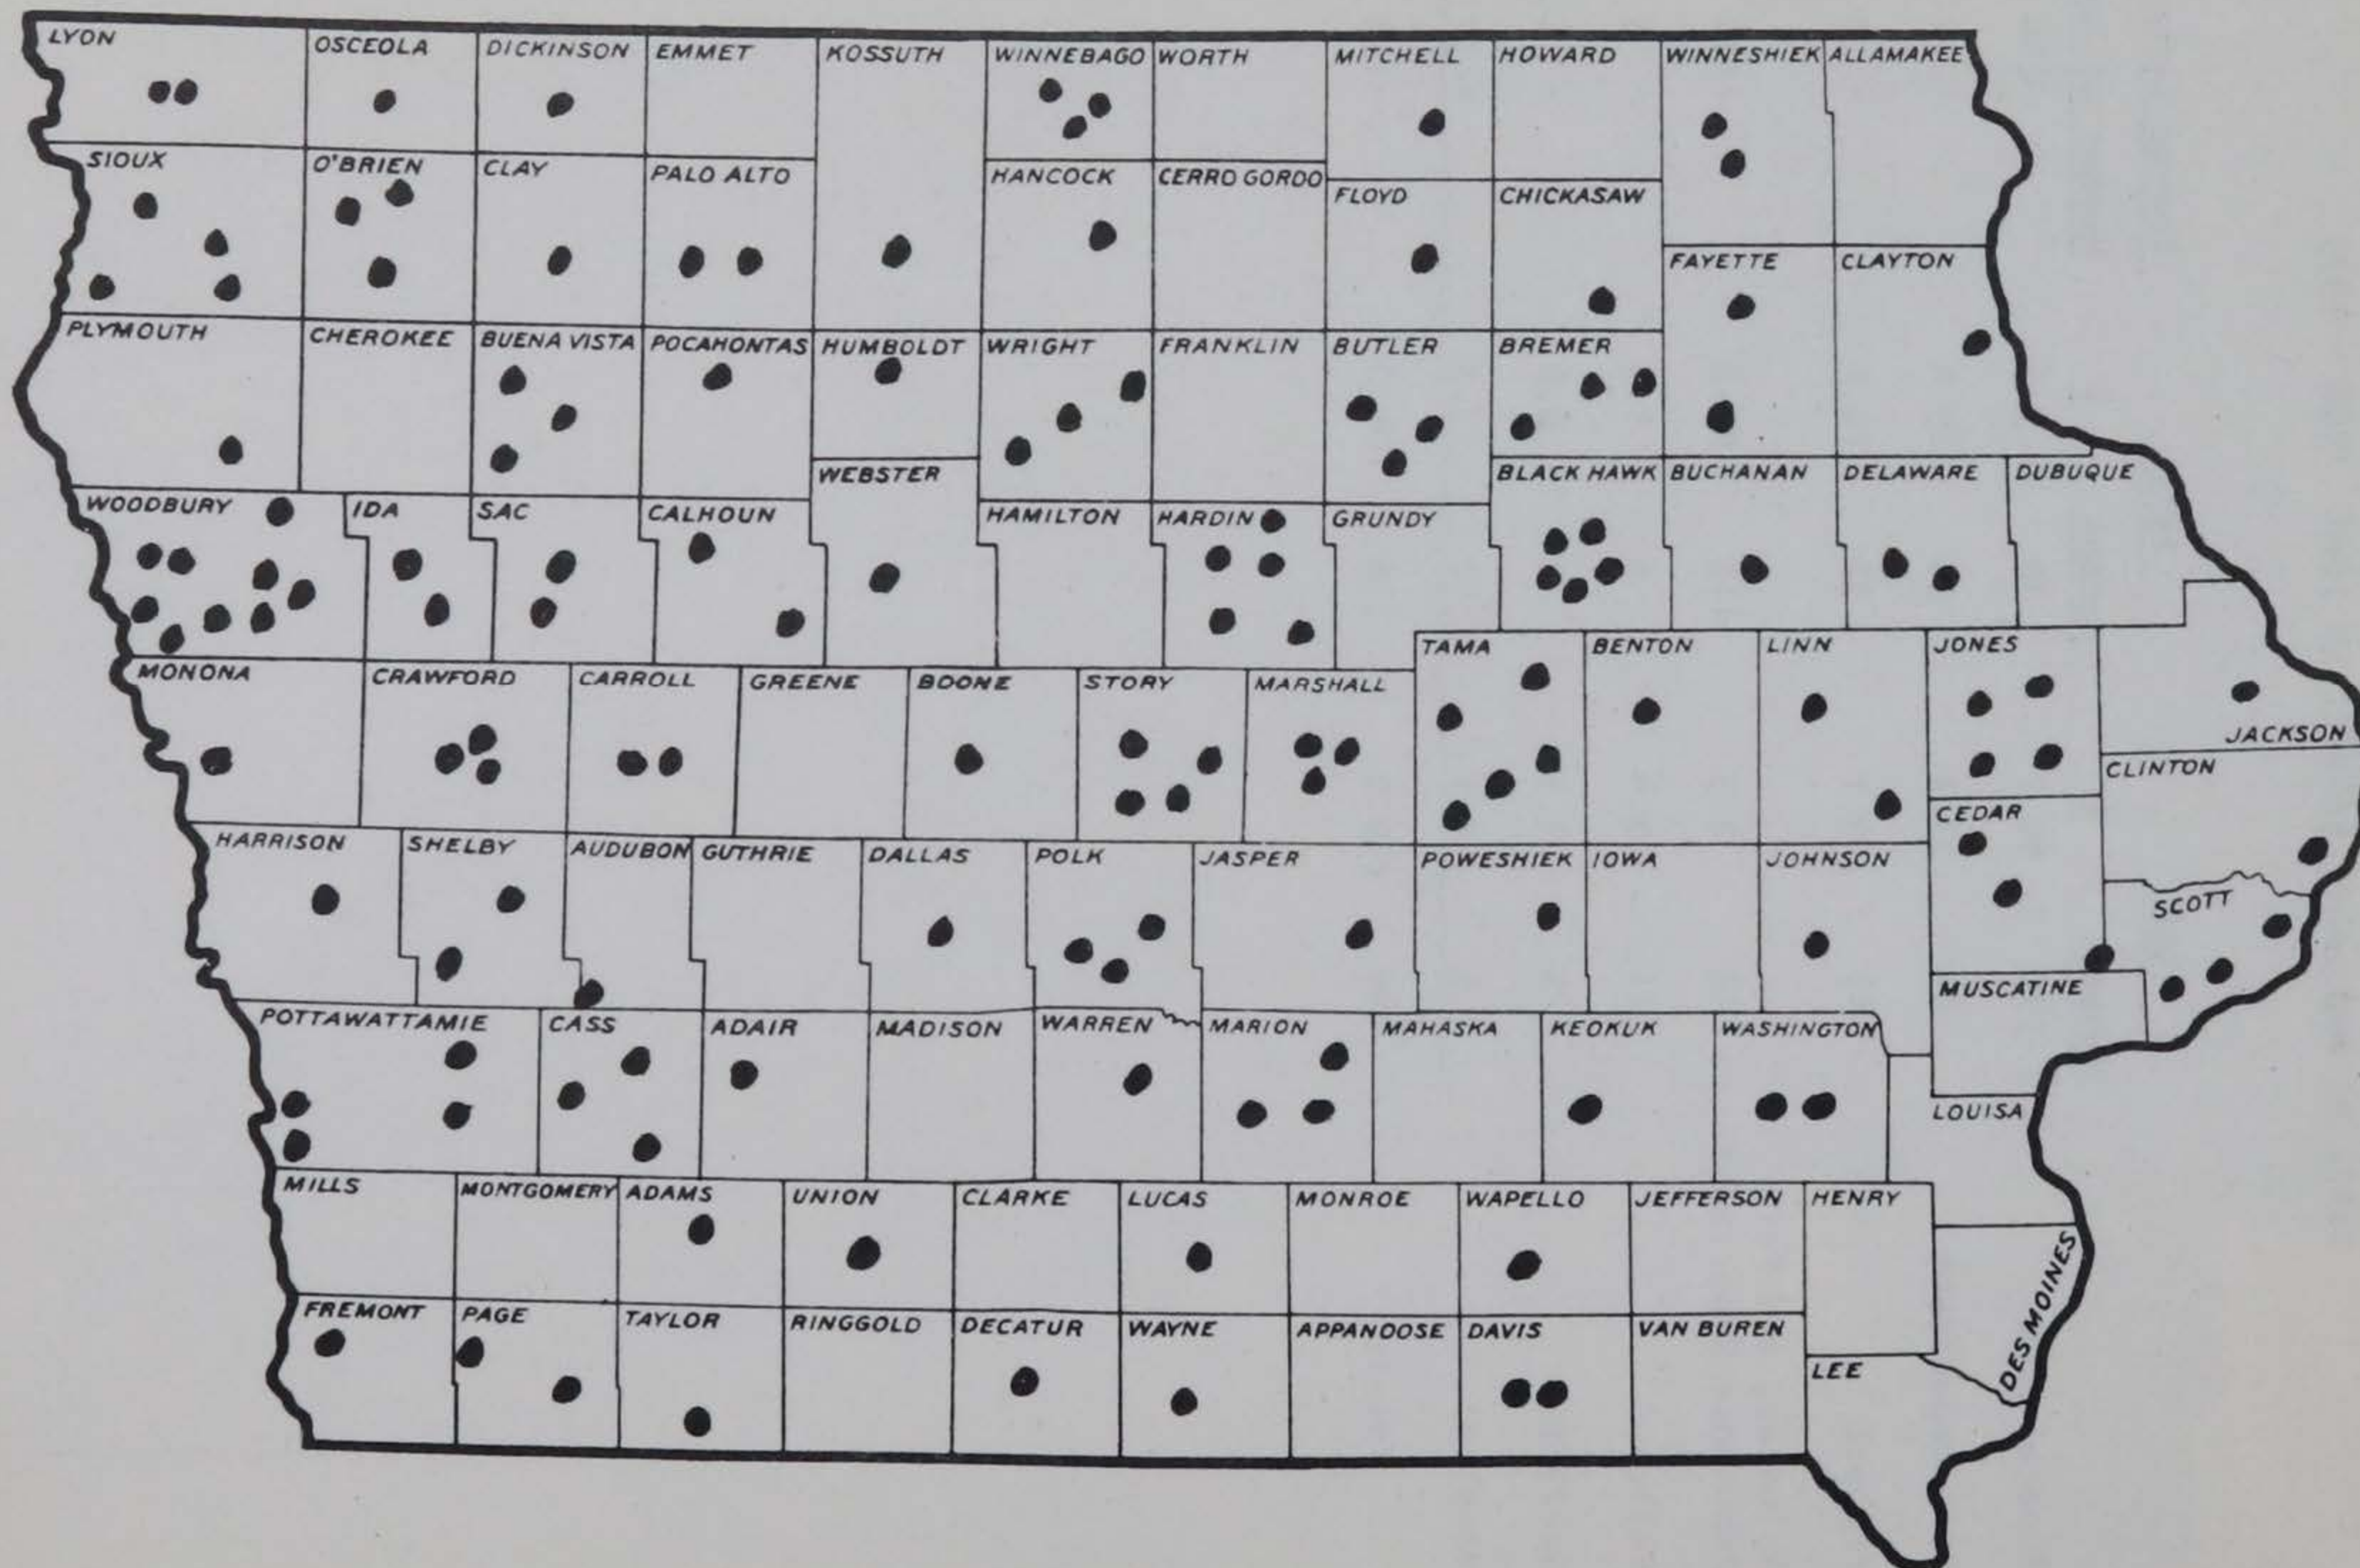 LYON
OSCEOLA
DICKINSON
EMMET
KOSSUTH
WINNEBAGO
WORTH
MITCHELL
HOWARD
WINNESHIEK
ALLAMAKEE
SIOUX
O'BRIEN
CLAY
PALO ALTO
HANCOCK
CERRO GORDO
FLOYD
CHICKASAW
FAYETTE
CLAYTON
PLYMOUTH
CHEROKEE
BUENA VISTA
POCAHONTAS
HUMBOLDT
WRIGHT
FRANKLIN
BUTLER
BREMER
WEBSTER
BLACK HAWK
BUCHANAN
DELAWARE
DUBUQUE
WOODBURY
IDA
SAC
CALHOUN
HAMILTON
HARDIN
GRUNDY
TAMA
BENTON
LINN
JONES
JACKSON
MONONA
CRAWFORD
CARROLL
GREENE
BOONE
STORY
MARSHALL
CLINTON
CEDAR
HARRISON
SHELBY
AUDUBON
GUTHRIE
DALLAS
POLK
JASPER
POWESHIEK
IOWA
JOHNSON
SCOTT
MUSCATINE
POTTAWATTAMIE
CASS
ADAIR
MADISON
WARREN
MARION
MAHASKA
KEOKUK
WASHINGTON
LOUISA
MILLS
MONTGOMERY
ADAMS
UNION
CLARKE
LUCAS
MONROE
WAPELLO
JEFFERSON
HENRY
DES MOINES
FREMONT
PAGE
TAYLOR
RINGGOLD
DECATUR
WAYNE
APPANOOSE
DAVIS
VAN BUREN
LEE